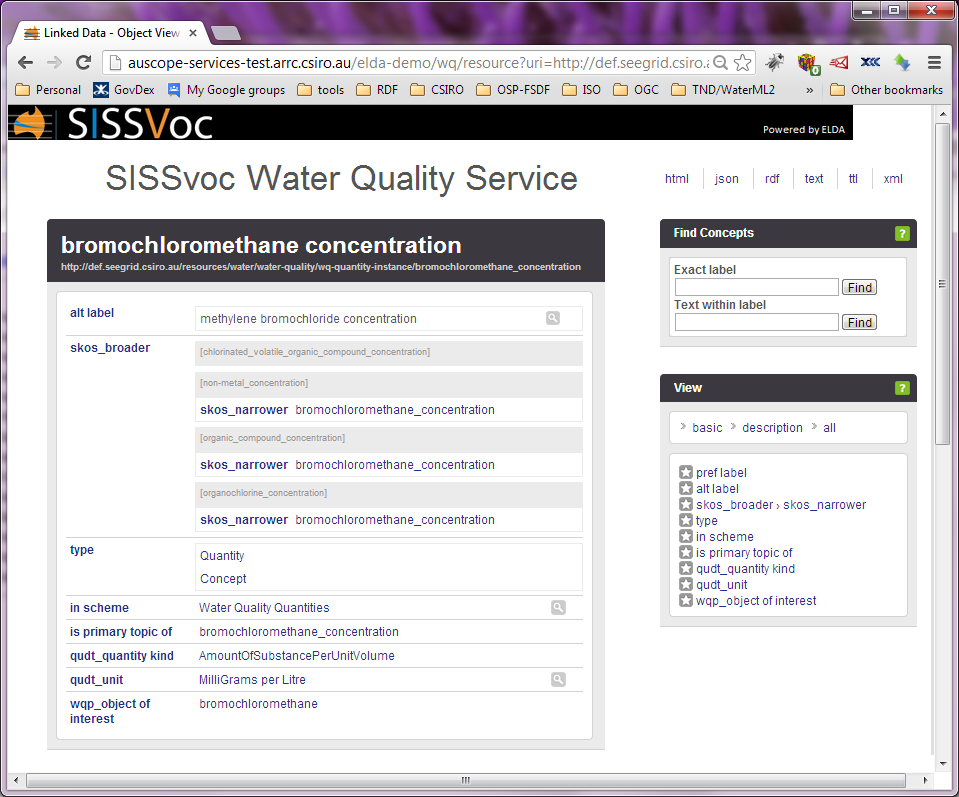 Linked Data - Object View
auscope-services-test.arrc.csiro.au/elda-demo/wq/resource?uri=http://def.seegrid.csiro.a
0
Personal GovDex My Google groups tools RDF CSIRO OSP-FSDF ISO OGC TND/WaterML2 » Other bookmarks
SISSVoc
Powered by ELDA
SISSvoc Water Quality Service
html json rdf text ttl xml
bromochloromethane concentration
http://def.seegrid.csiro.au/resources/water/water-quality/wq-quantity-instance/bromochloromethane_concentration
alt label methylene bromochloride concentration
skos_broader [chlorinated_volatile_organic_compound_concentration]
[non-metal_concentration]
skos_narrower bromochloromethane_concentration
[organic_compound_concentration]
skos_narrower bromochloromethane_concentration
[organochlorine_concentration]
skos_narrower bromochloromethane_concentration
type Quantity
Concept
in scheme Water Quality Quantities
is primary topic of bromochloromethane_concentration
qudt_quantity kind AmountOfSubstancePerUnitVolume
qudt_unit MilliGrams per Litre
wqp_object of bromochloromethane
interest
Find Concepts ?
Exact label
Find
Text within label
Find
View ?
basic description all
pref label
alt label
skos_broader › skos_narrower
type
in scheme
is primary topic of
qudt_quantity kind
qudt_unit
wqp_object of interest